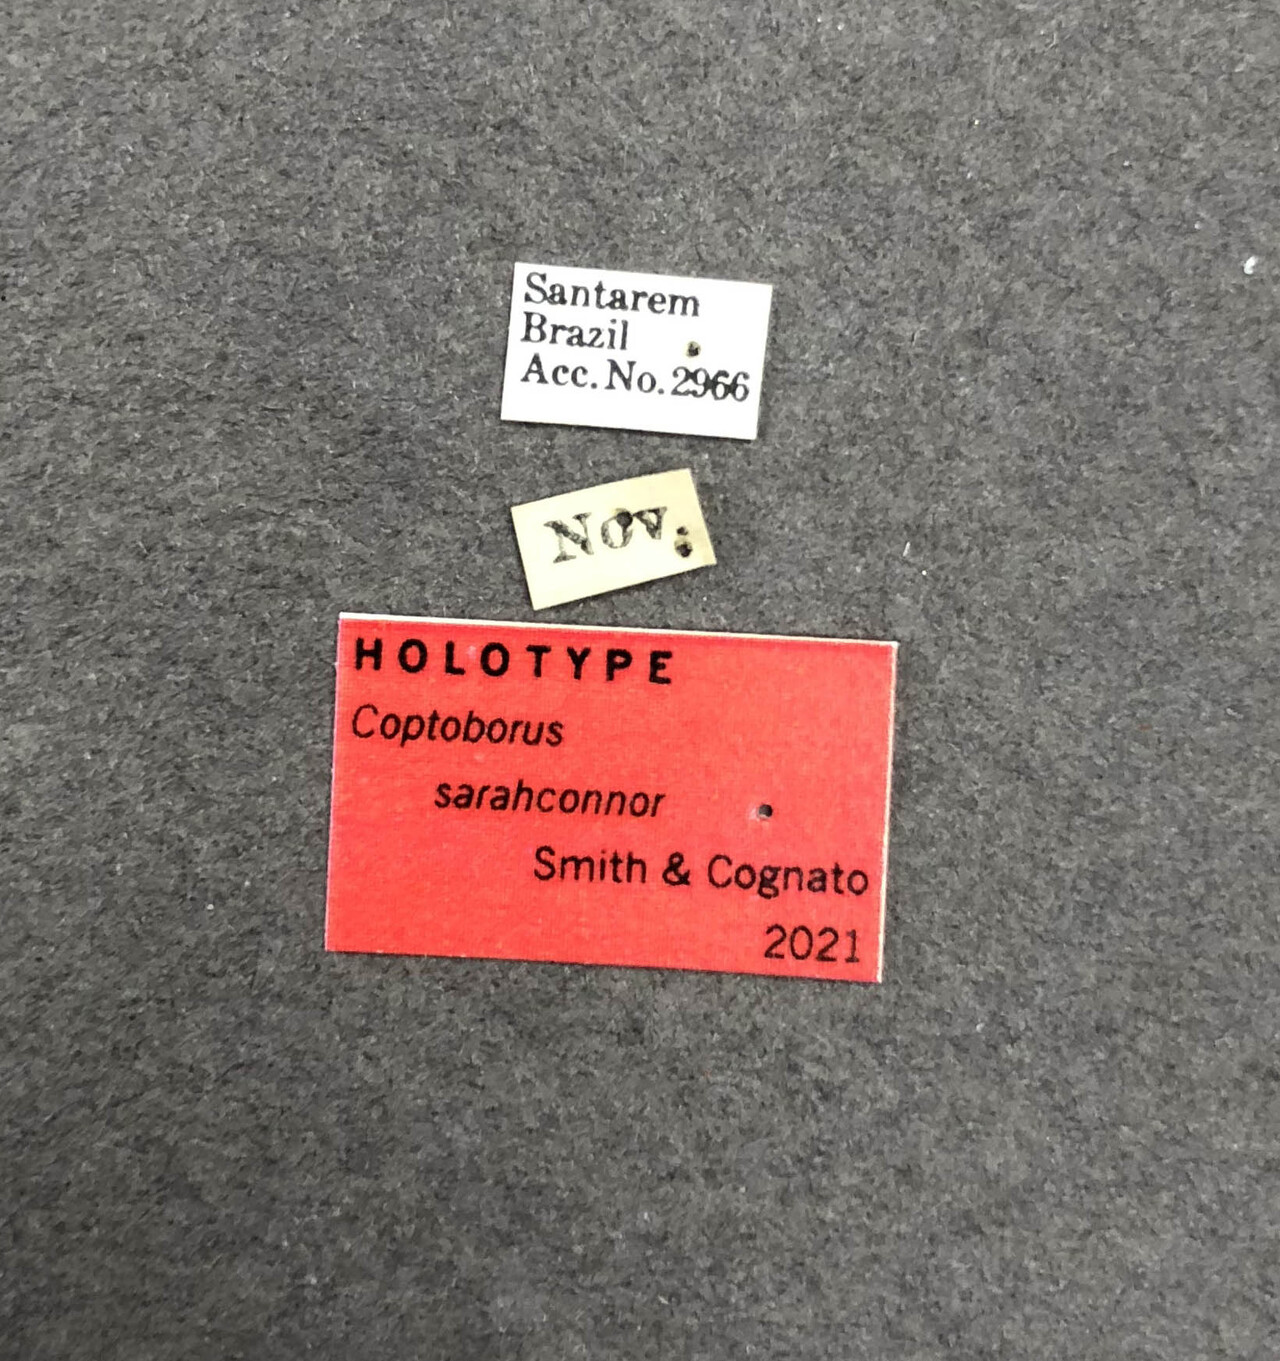 Santarem
Brazil
Acc. No. 2966
Nov.
HOLOTYPE
Coptoborus
sarahconnor
Smith & Cognato
2021